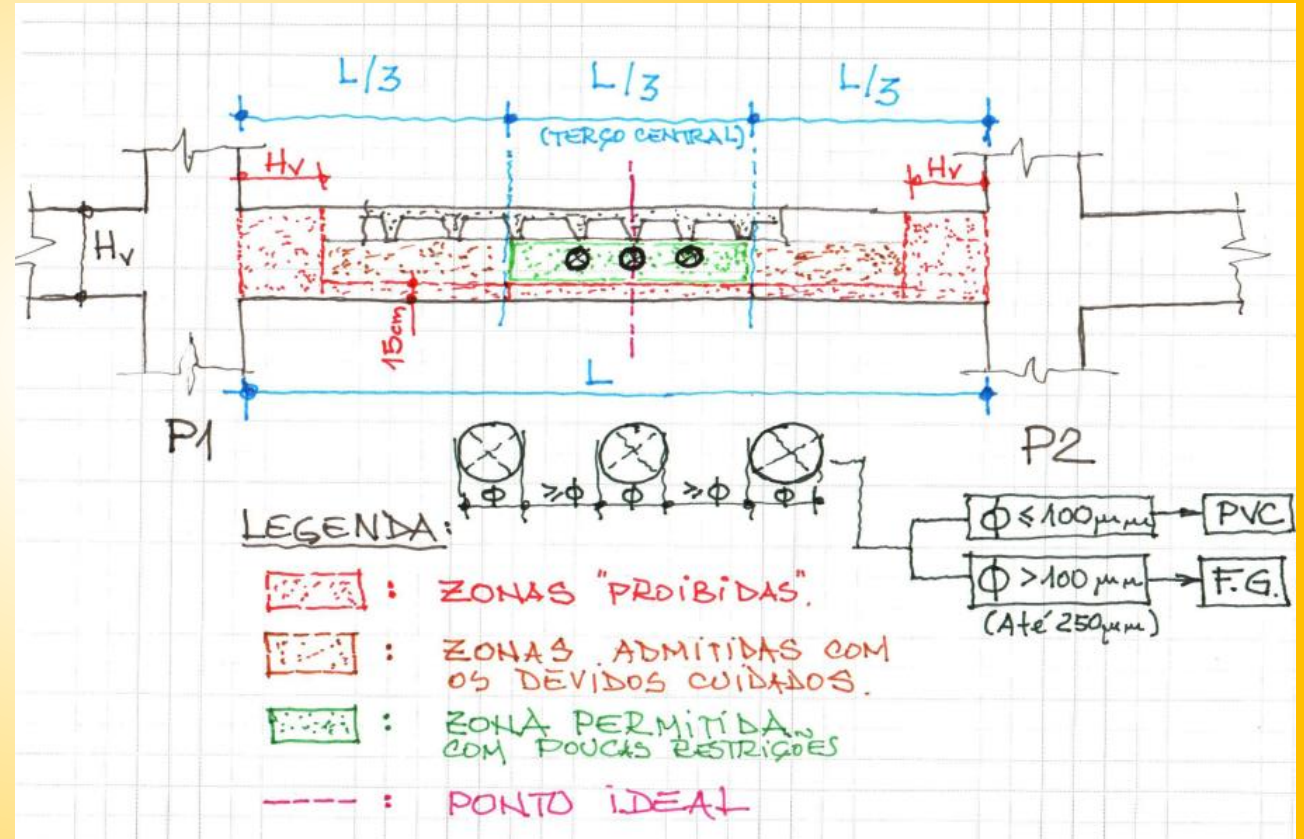 L/3
L/3
L/3
(TERÇO CENTRAL)
Hv
Hv
Hv
15cm
L
P1
P2
Φ ≥Φ Φ ≥Φ Φ
Φ ≤ 100mm
PVC
Φ > 100mm
F.G.
(Até 250mm)
LEGENDA:
: ZONAS "PROIBIDAS".
: ZONAS ADMITIDAS COM
OS DEVIDOS CUIDADOS.
: ZONA PERMITIDA
COM POUCAS RESTRIÇÕES
: PONTO IDEAL